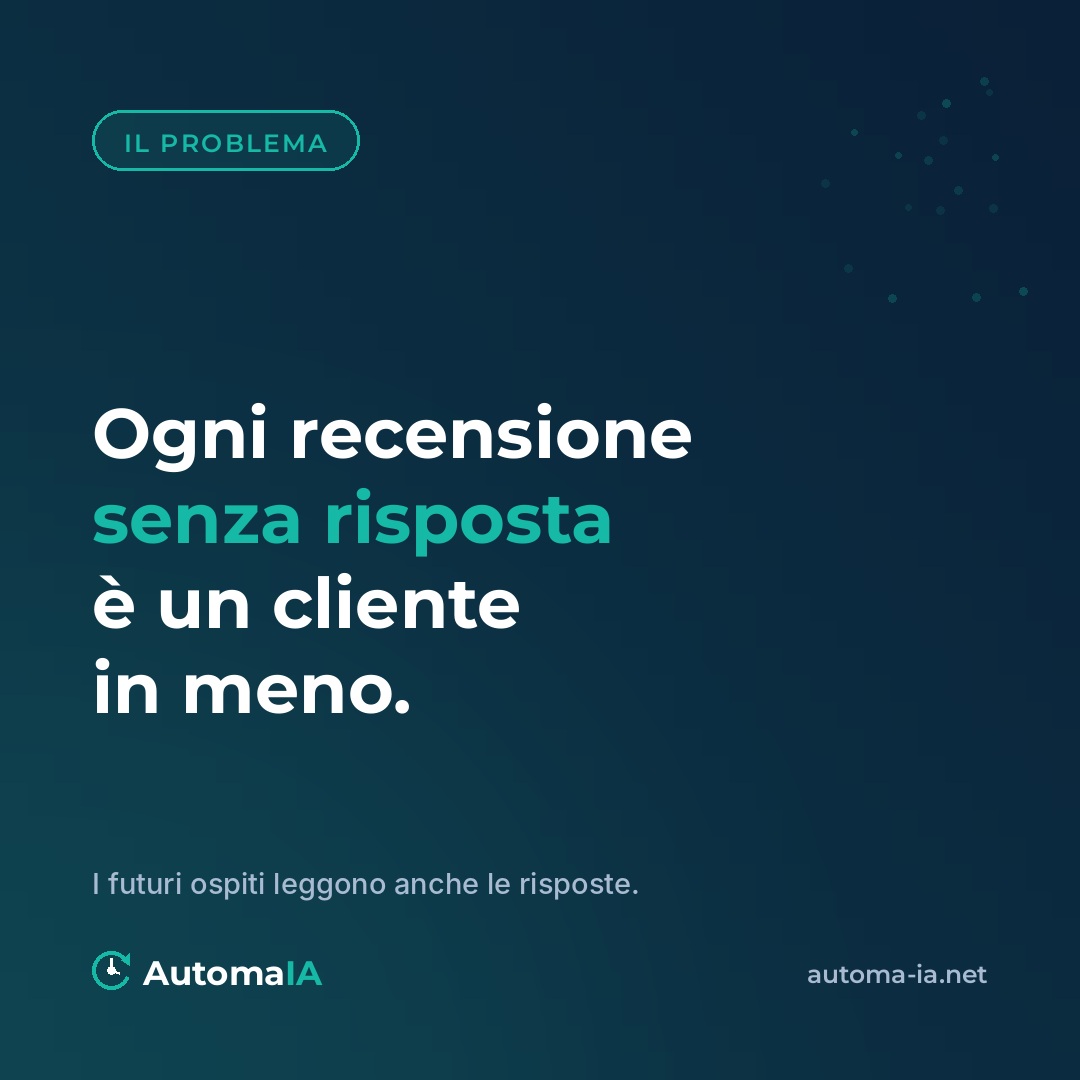 IL PROBLEMA
Ogni recensione
senza risposta
è un cliente
in meno.
I futuri ospiti leggono anche le risposte.
AutomaIA
automa-ia.net